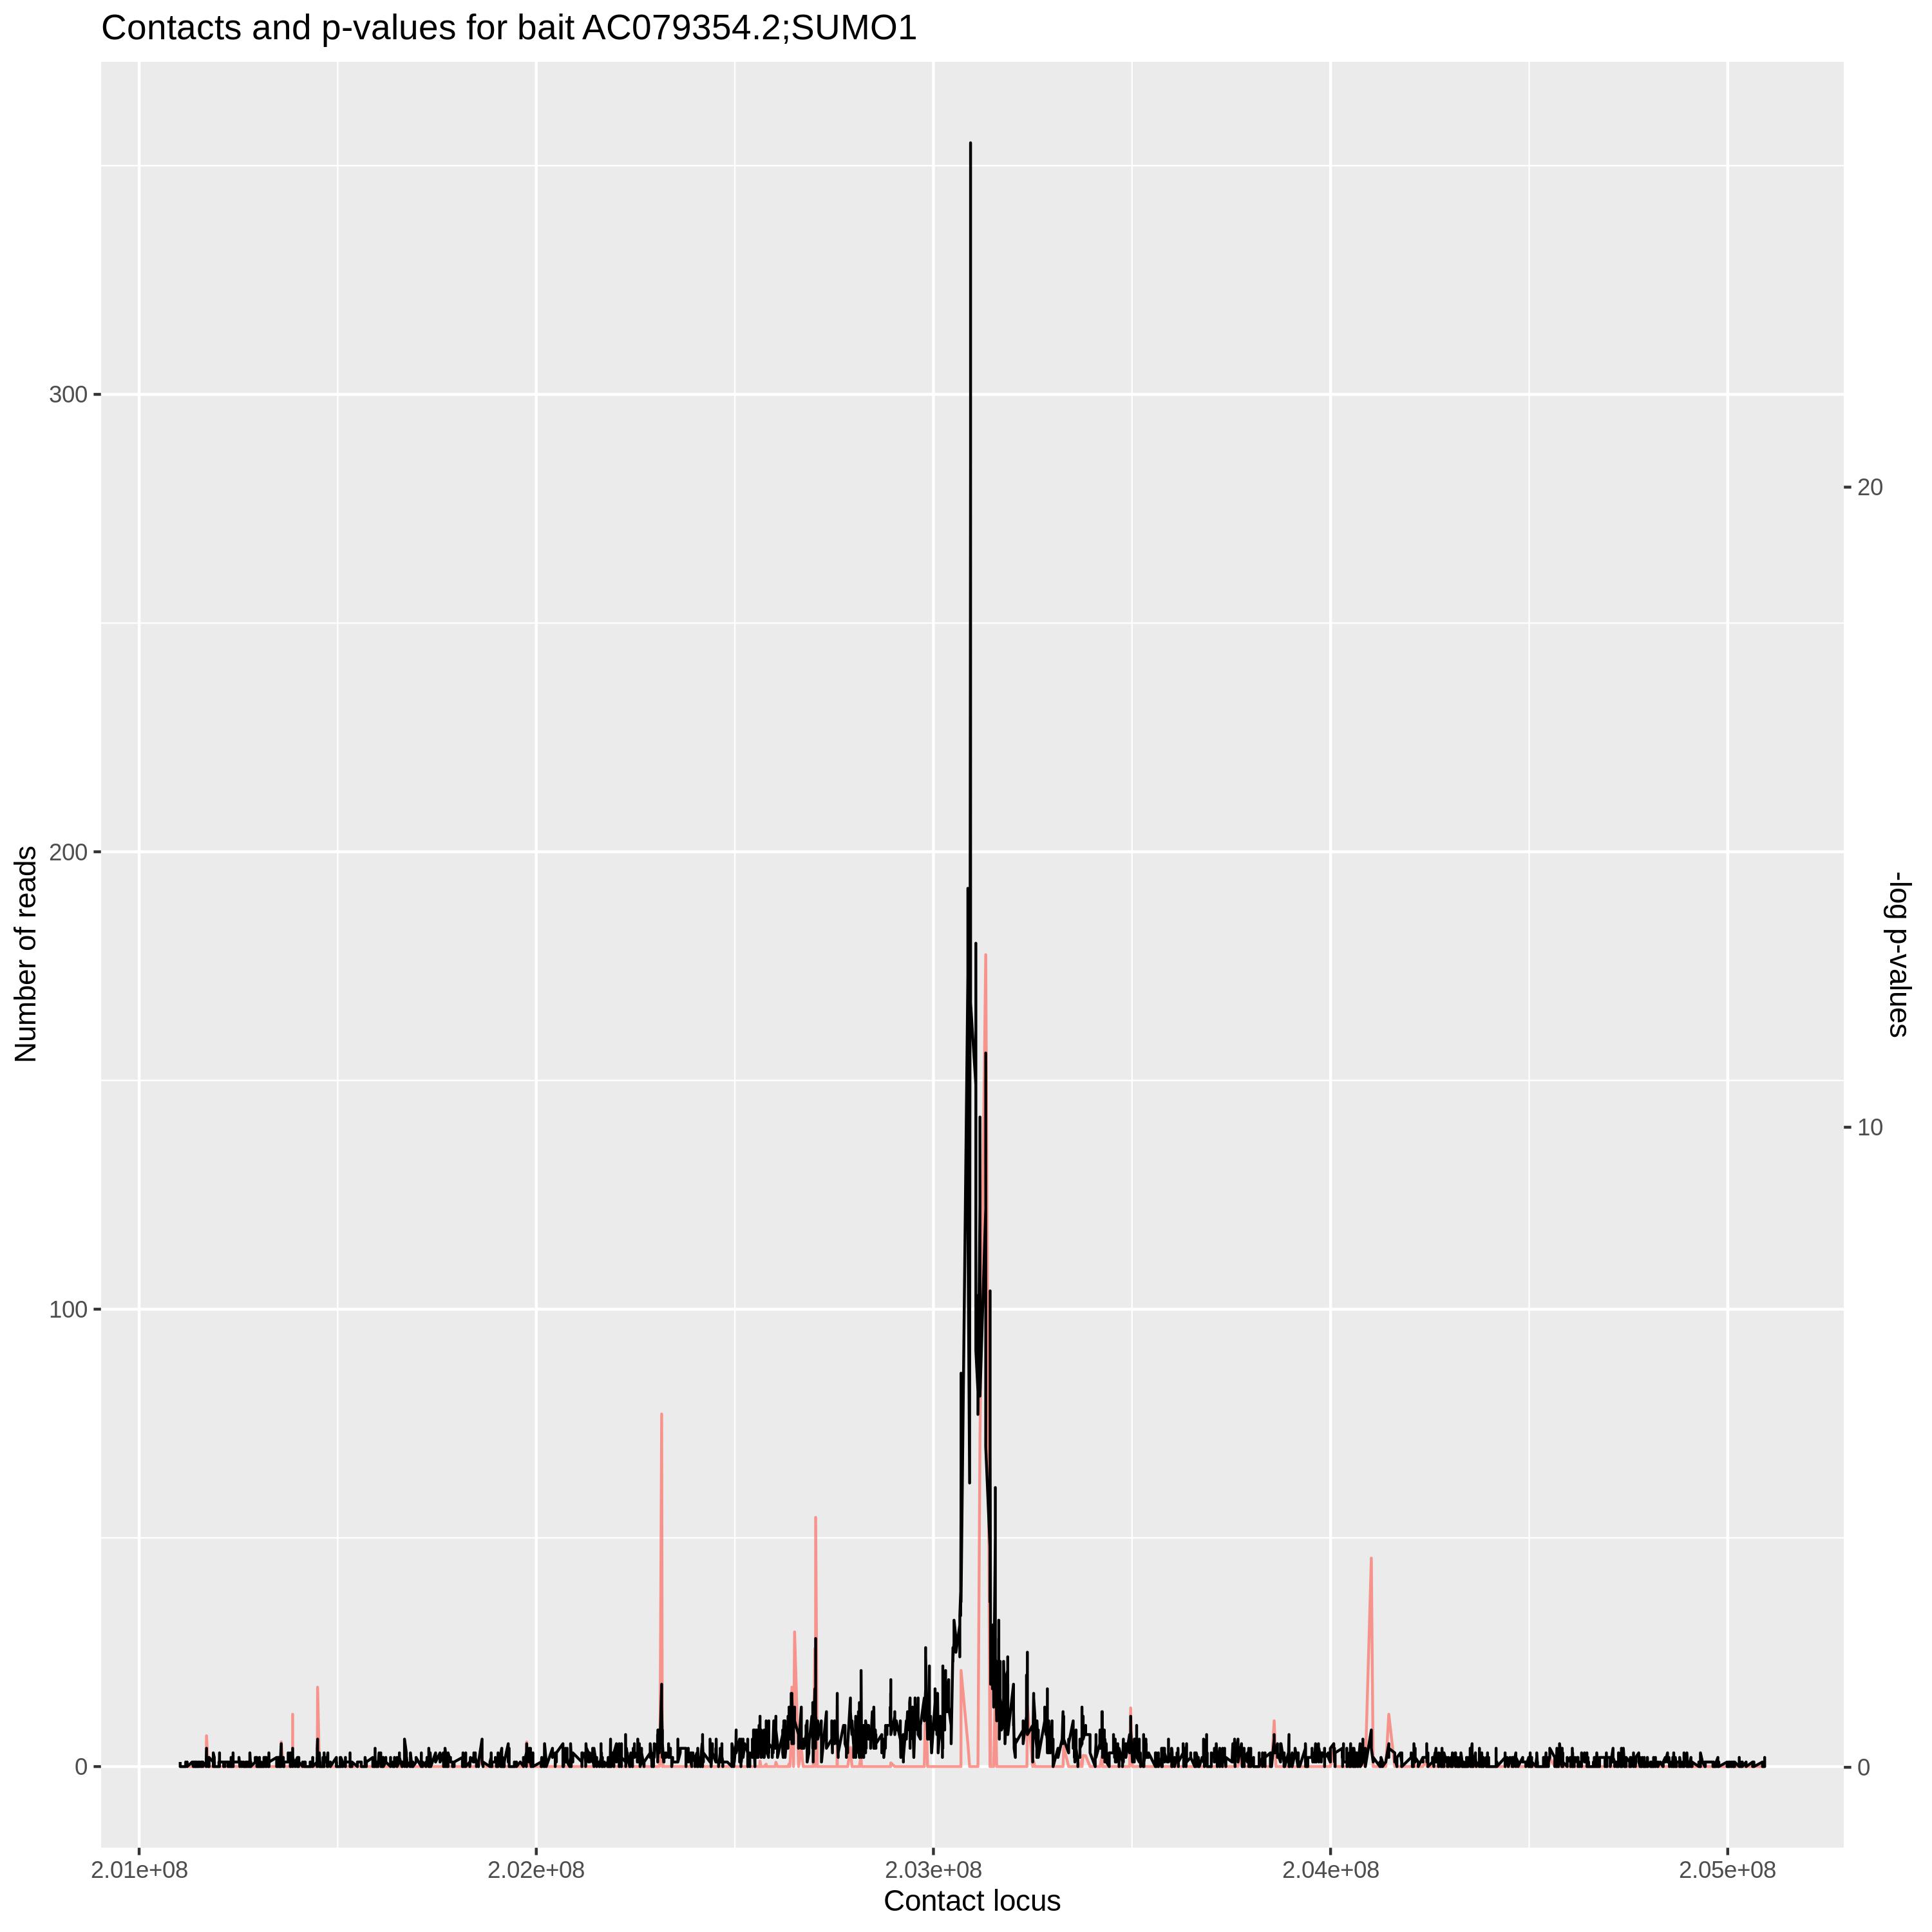 Contacts and p-values for bait AC079354.2;SUMO1
300
200
100
0
Number of reads
20
10
0
-log p-values
2.01e+08 2.02e+08 2.03e+08 2.04e+08 2.05e+08
Contact locus